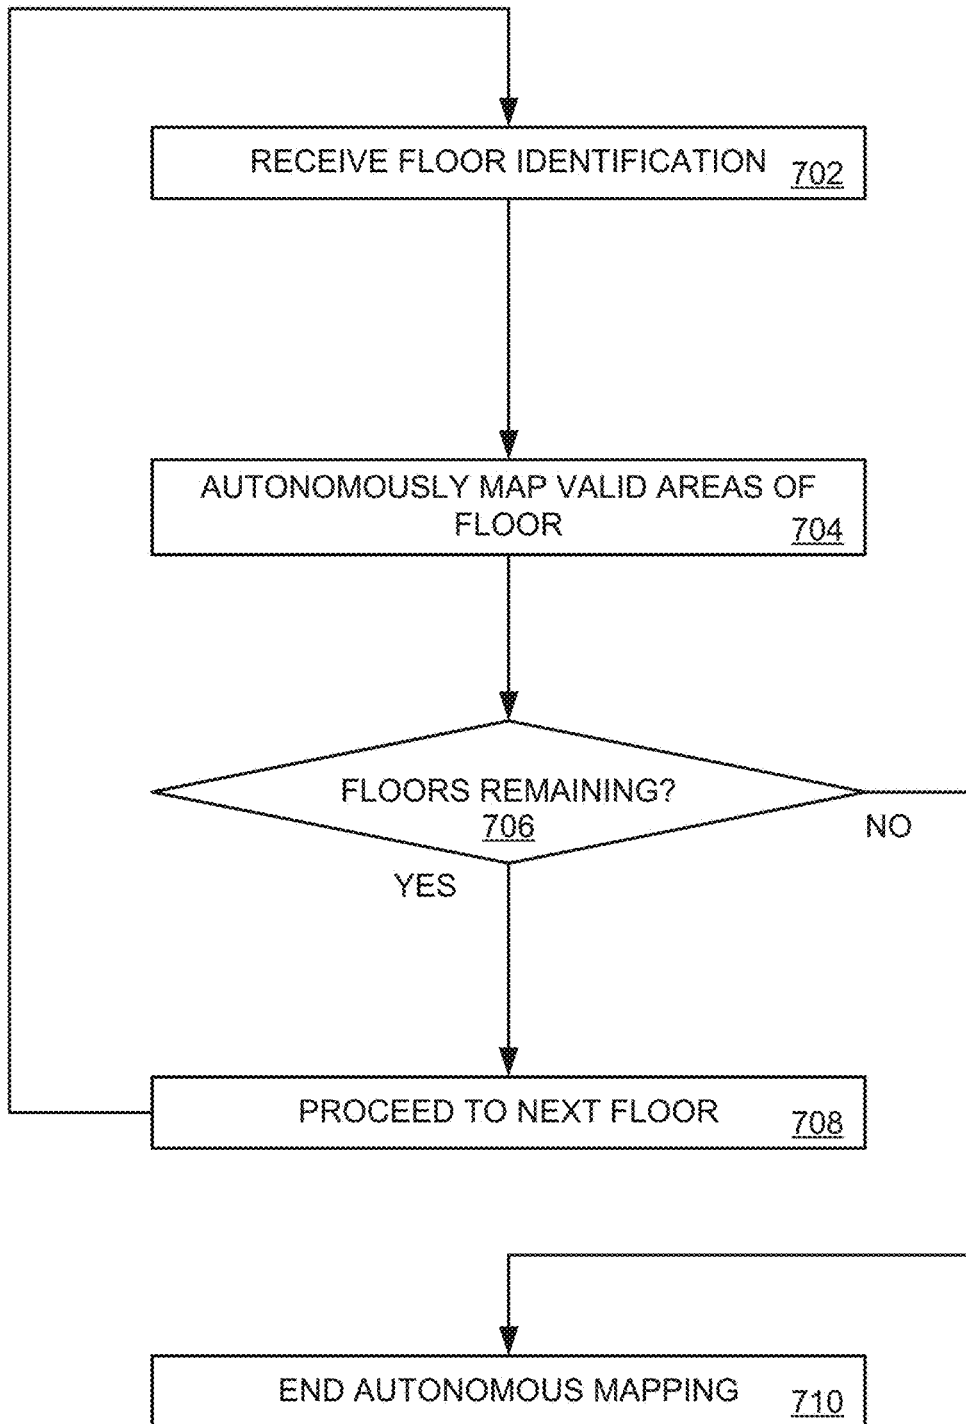 RECEIVE FLOOR IDENTIFICATION 702
AUTONOMOUSLY MAP VALID AREAS OF
FLOOR 704
FLOORS REMAINING?
706
NO
YES
PROCEED TO NEXT FLOOR 708
END AUTONOMOUS MAPPING 710